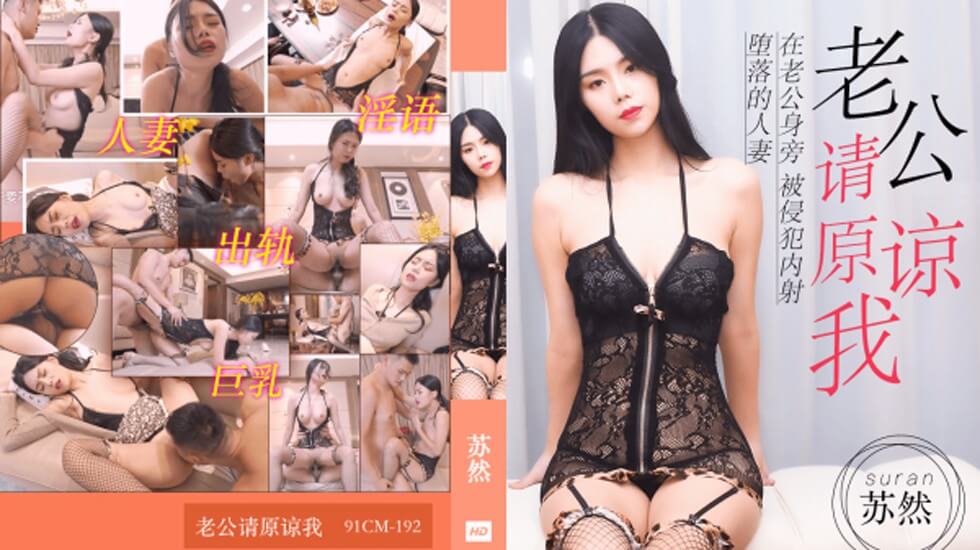 人妻
淫语
出轨
巨乳
老公请原谅我 91CM-192
苏然
HD
老公
请
原谅
我
在老公身旁 被侵犯内射
堕落的人妻
suran
苏然